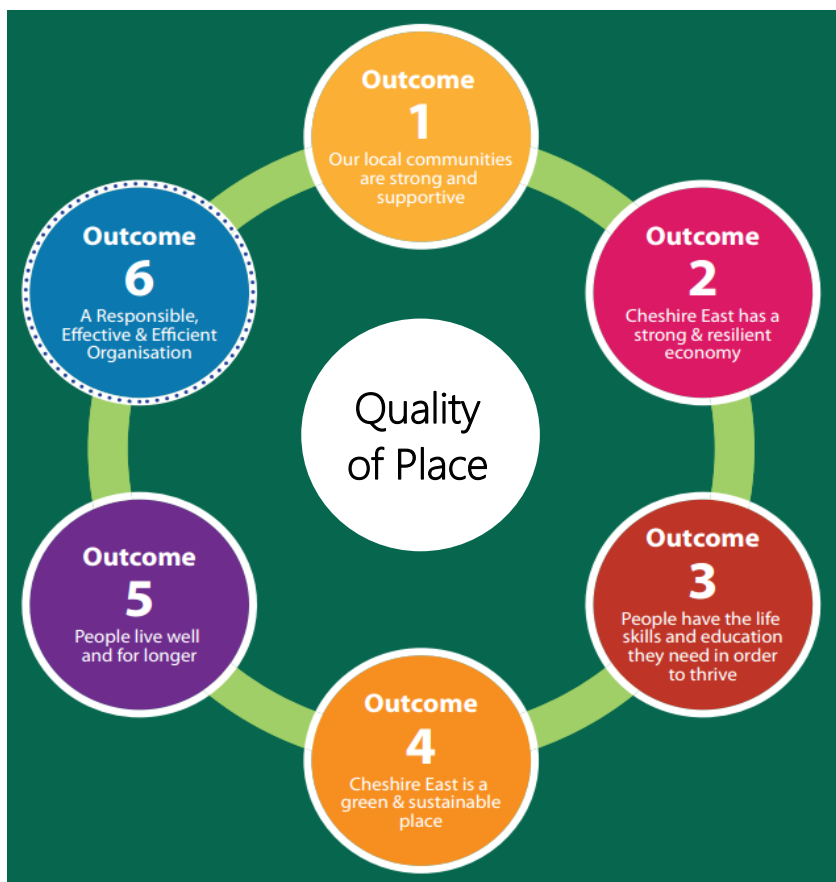 Outcome
1
Our local communities
are strong and
supportive
Outcome
2
Cheshire East has a
strong & resilient
economy
Outcome
3
People have the life
skills and education
they need in order
to thrive
Outcome
4
Cheshire East is a
green & sustainable
place
Outcome
5
People live well
and for longer
Outcome
6
A Responsible,
Effective & Efficient
Organisation
Quality
of Place